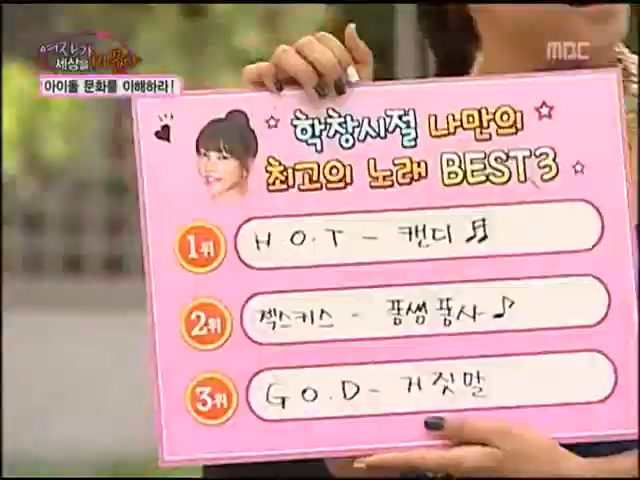 여자가
세상을 바꾼다
아이돌 문화를 이해하라!
MBC
학창시절 나만의
최고의 노래 BEST 3
1위 H.O.T - 캔디
2위 젝스키스 - 폼생폼사
3위 G.O.D - 거짓말